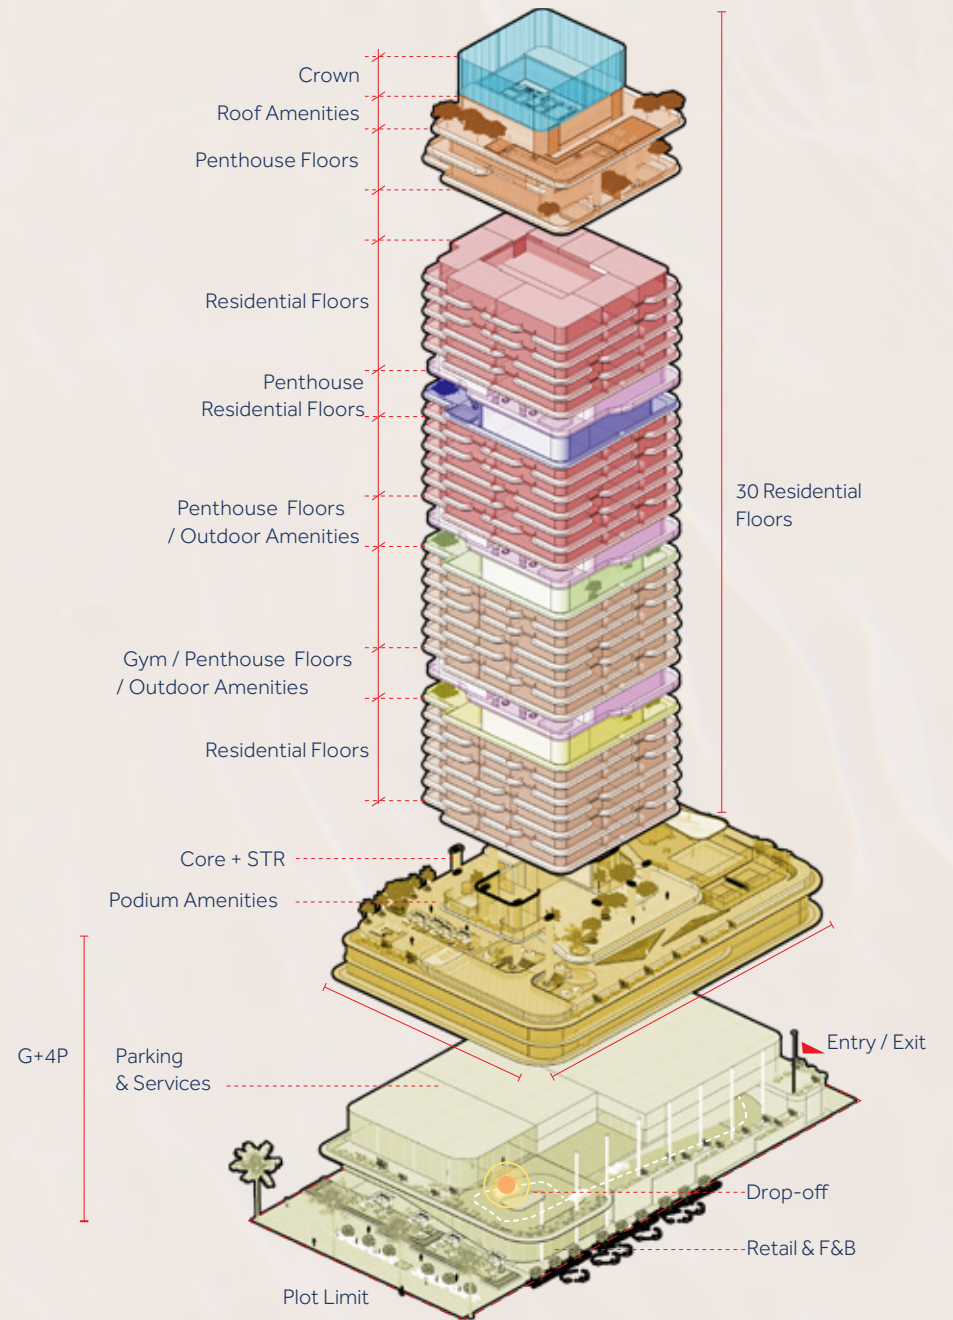 Crown
Roof Amenities
Penthouse Floors
Residential Floors
Penthouse
Residential Floors
30 Residential
Floors
Penthouse Floors
/ Outdoor Amenities
Gym / Penthouse Floors
/ Outdoor Amenities
Residential Floors
Core + STR
Podium Amenities
G+4P
Parking
& Services
Entry / Exit
Drop-off
Retail & F&B
Plot Limit